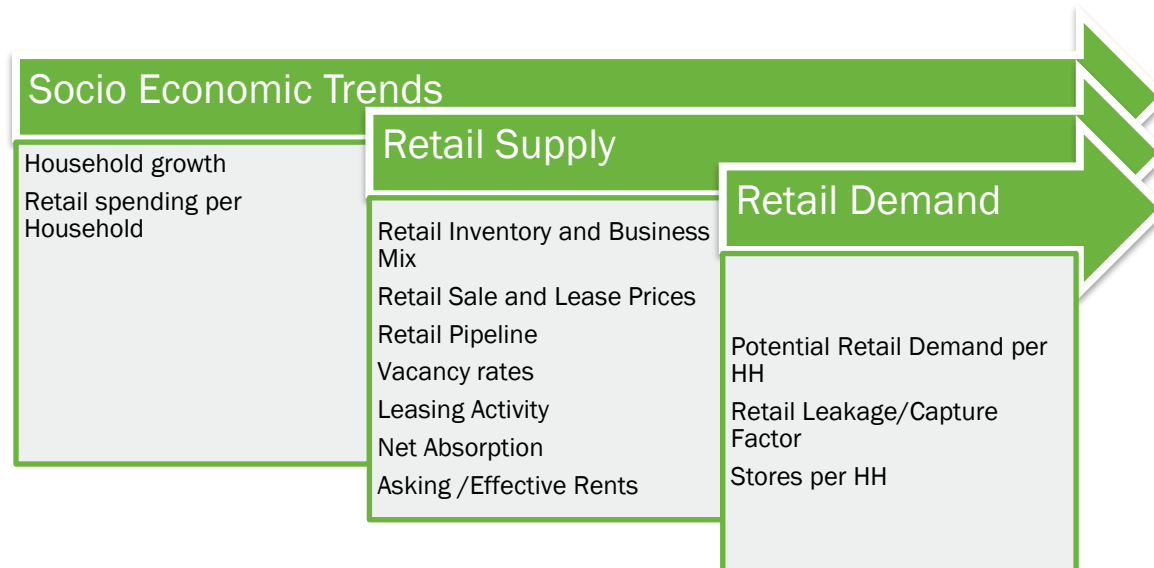 Socio Economic Trends
Household growth
Retail spending per
Household
Retail Supply
Retail Inventory and Business
Mix
Retail Sale and Lease Prices
Retail Pipeline
Vacancy rates
Leasing Activity
Net Absorption
Asking /Effective Rents
Retail Demand
Potential Retail Demand per
HH
Retail Leakage/Capture
Factor
Stores per HH